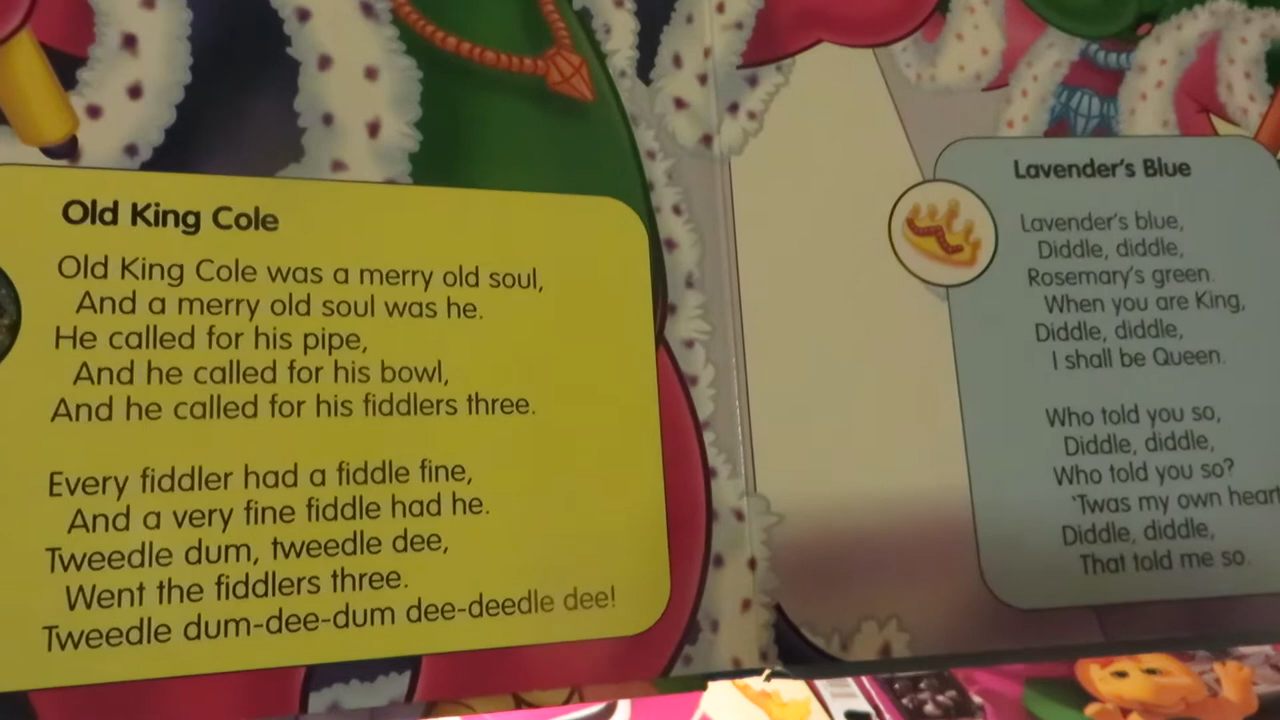 Old King Cole
Old King Cole was a merry old soul,
And a merry old soul was he.
He called for his pipe,
And he called for his bowl,
And he called for his fiddlers three.
Every fiddler had a fiddle fine,
And a very fine fiddle had he.
Tweedle dum, tweedle dee,
Went the fiddlers three.
Tweedle dum-dee-dum dee-deedle dee!
Lavender's Blue
Lavender's blue,
Diddle, diddle,
Rosemary's green.
When you are King,
Diddle, diddle,
I shall be Queen.
Who told you so,
Diddle, diddle,
Who told you so?
'Twas my own heart
Diddle, diddle,
That told me so.